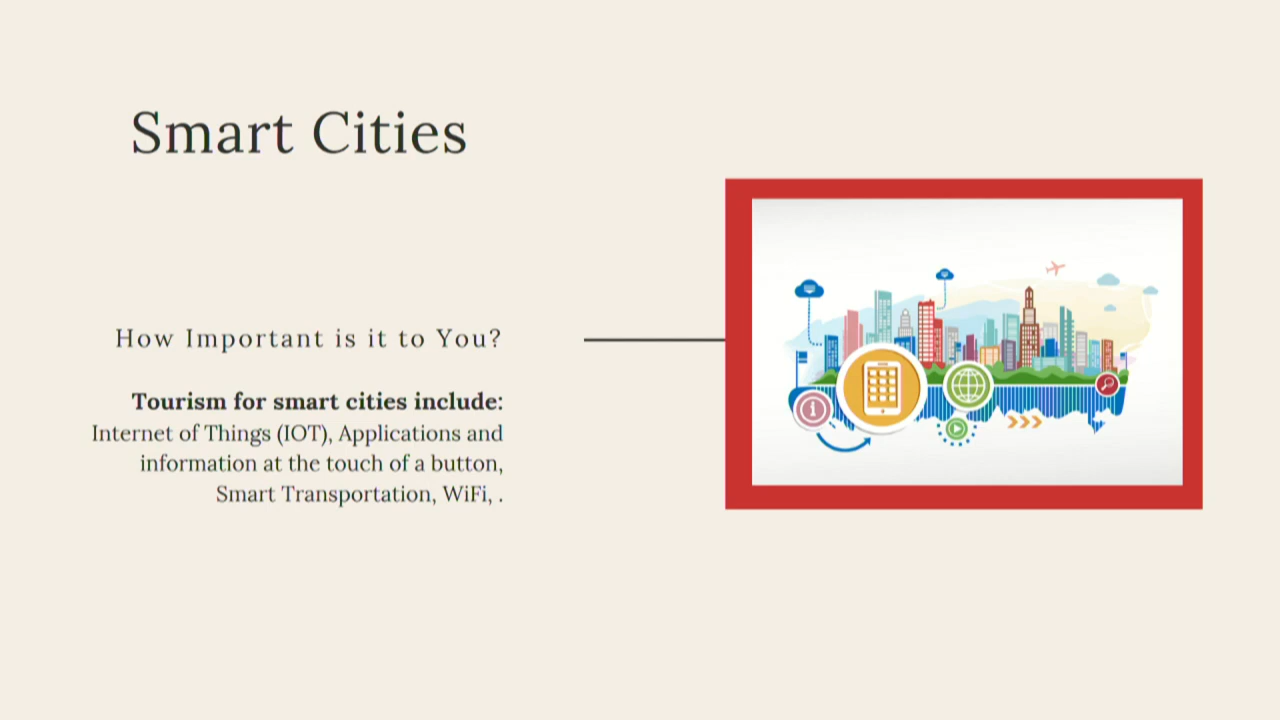 Smart Cities
How Important is it to You?
Tourism for smart cities include:
Internet of Things (IOT), Applications and
information at the touch of a button,
Smart Transportation, WiFi, .